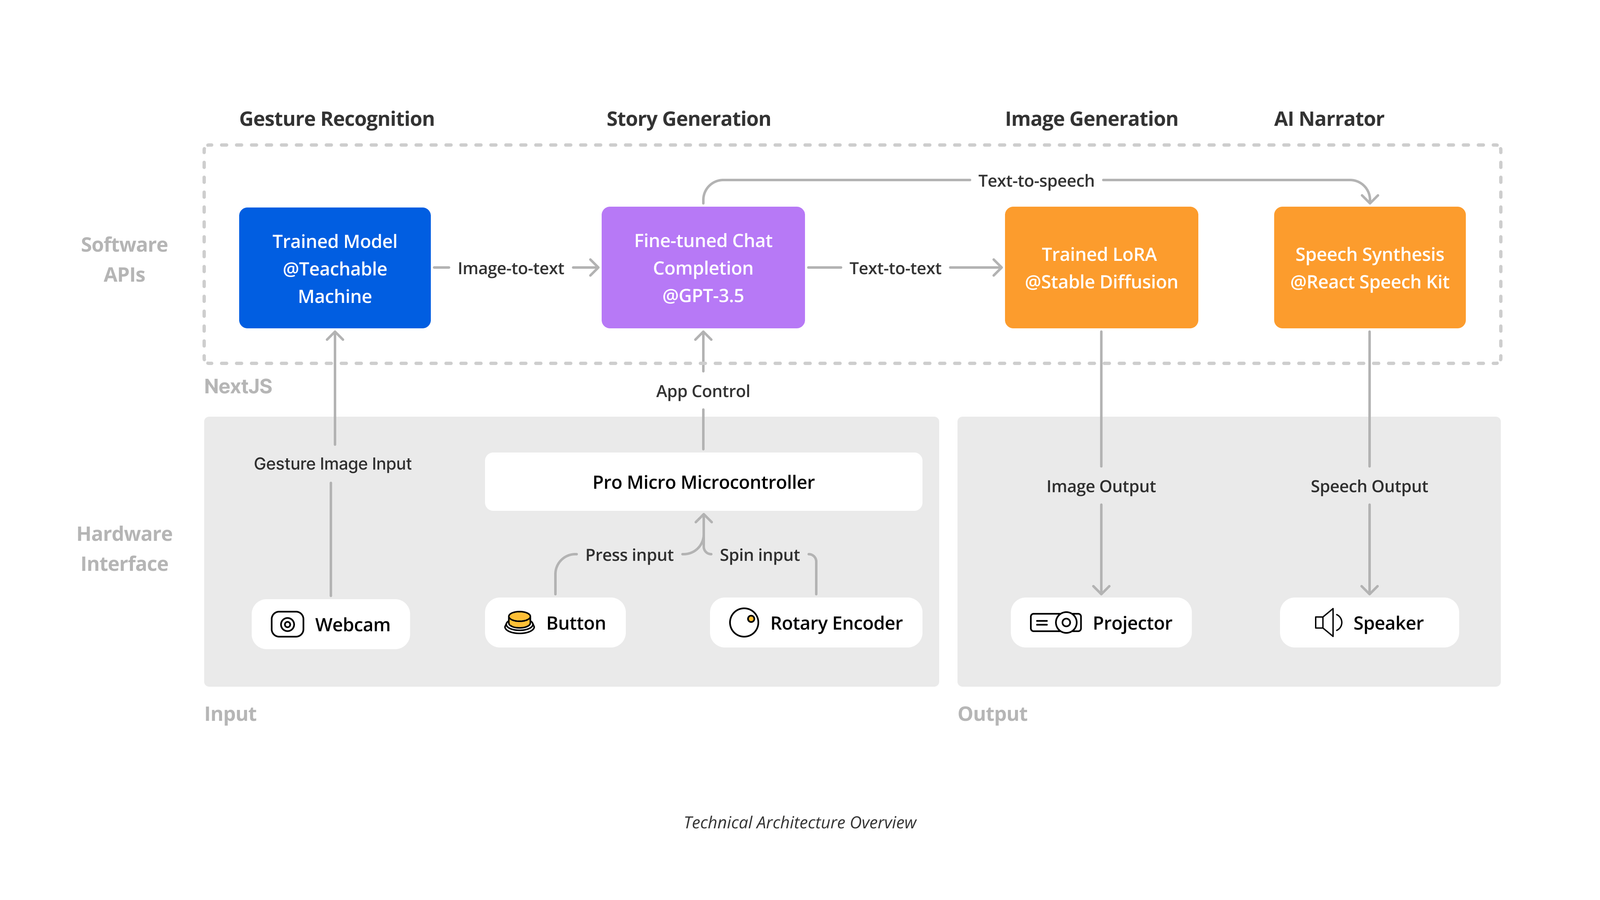 Gesture Recognition
Story Generation
Image Generation
AI Narrator
Text-to-speech
Software
APIs
Trained Model
@Teachable
Machine
Image-to-text
Fine-tuned Chat
Completion
@GPT-3.5
Text-to-text
Trained LoRA
@Stable Diffusion
Speech Synthesis
@React Speech Kit
NextJS
App Control
Gesture Image Input
Pro Micro Microcontroller
Image Output
Speech Output
Hardware
Interface
Press input
Spin input
Webcam
Button
Rotary Encoder
Projector
Speaker
Input
Output
Technical Architecture Overview